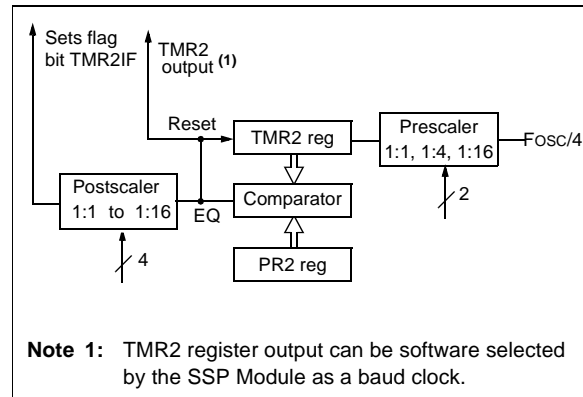 Sets flag
bit TMR2IF
TMR2
output (1)
Reset
TMR2 reg
Prescaler
1:1, 1:4, 1:16
FOSC/4
2
Postscaler
1:1 to 1:16
EQ
Comparator
4
PR2 reg
Note 1: TMR2 register output can be software selected
by the SSP Module as a baud clock.